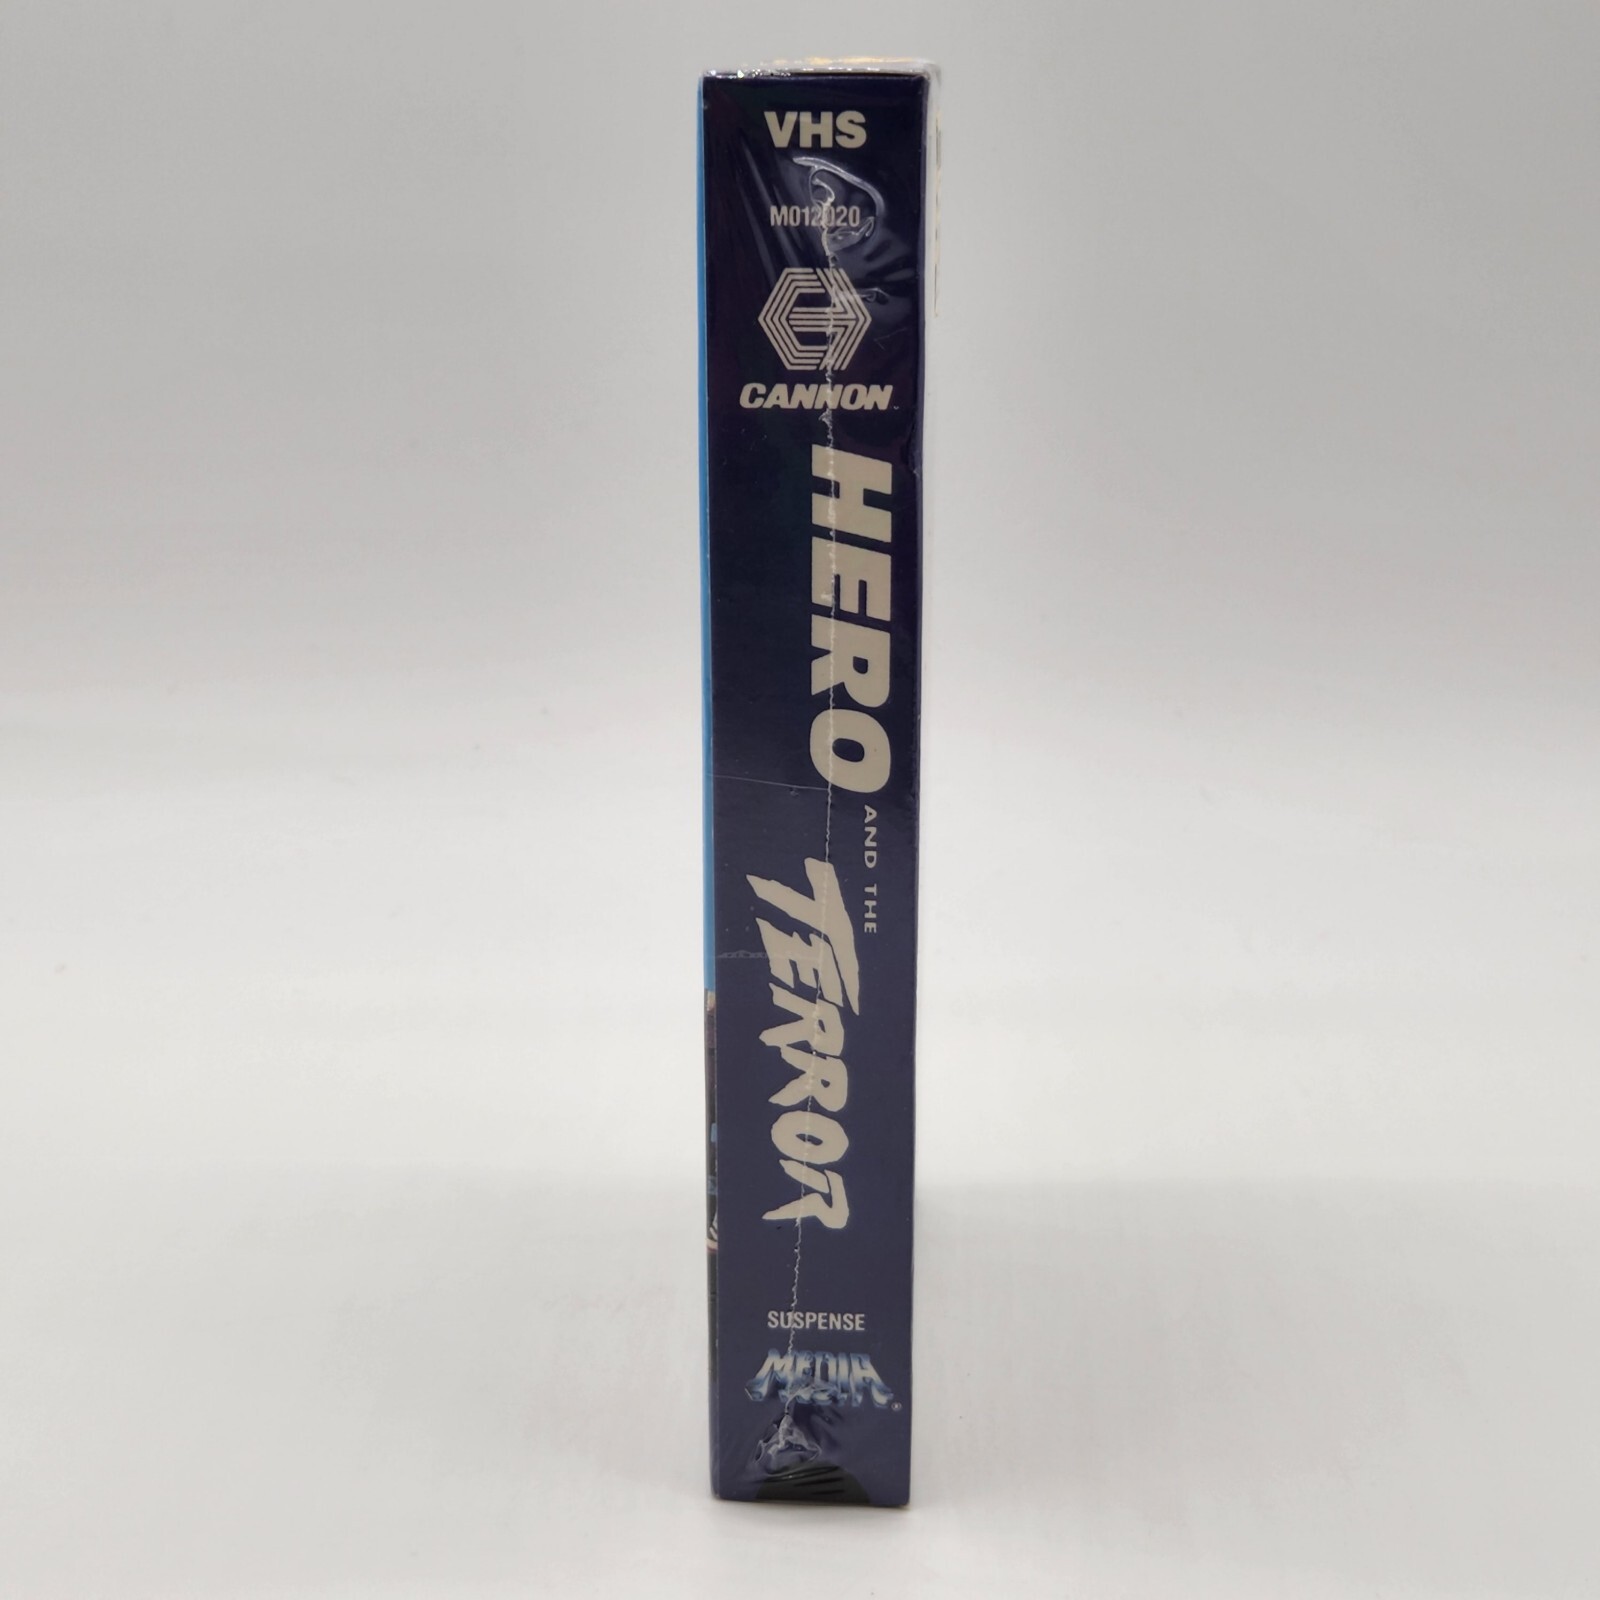 VHS
M012020
CANNON
HERO
AND THE
TERROR
SUSPENSE
MEDIA